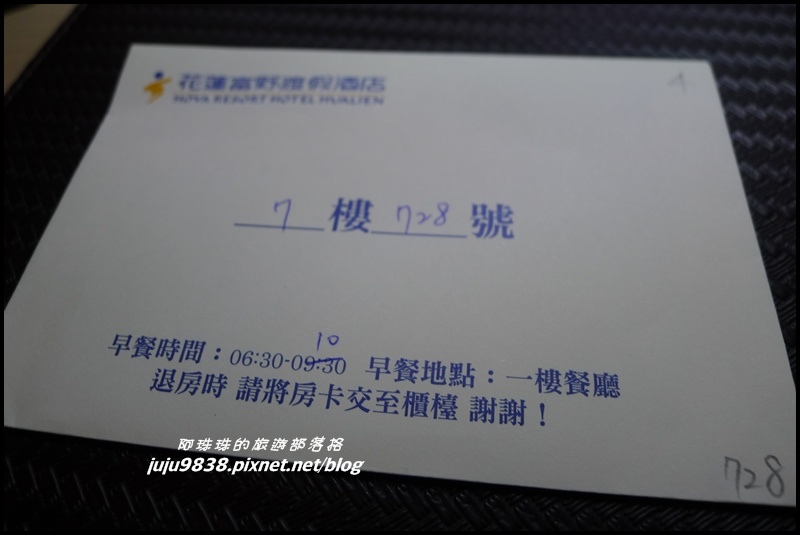 花蓮富野渡假酒店
HOYA RESORT HOTEL HUALIEN
4
7 樓 728 號
10
早餐時間：06:30-09:30 早餐地點：一樓餐廳
退房時 請將房卡交至櫃檯 謝謝！
阿珠珠的旅遊部落格
juju9838.pixnet.net/blog
728